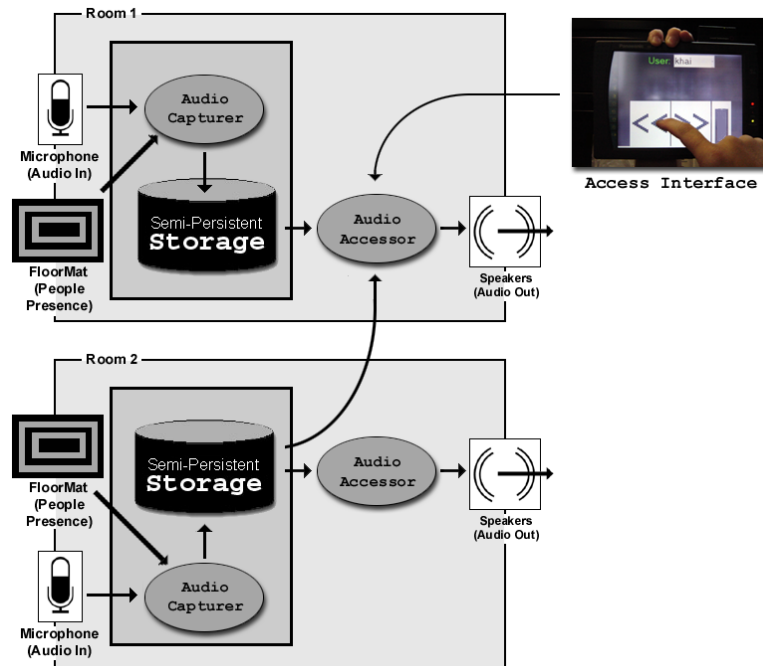 Room 1
Audio
Capturer
Microphone
(Audio In)
Semi-Persistent
Storage
FloorMat
(People
Presence)
Audio
Accessor
Speakers
(Audio Out)
User: khai
<< >>
Access Interface
Room 2
FloorMat
(People
Presence)
Semi-Persistent
Storage
Audio
Accessor
Speakers
(Audio Out)
Audio
Capturer
Microphone
(Audio In)